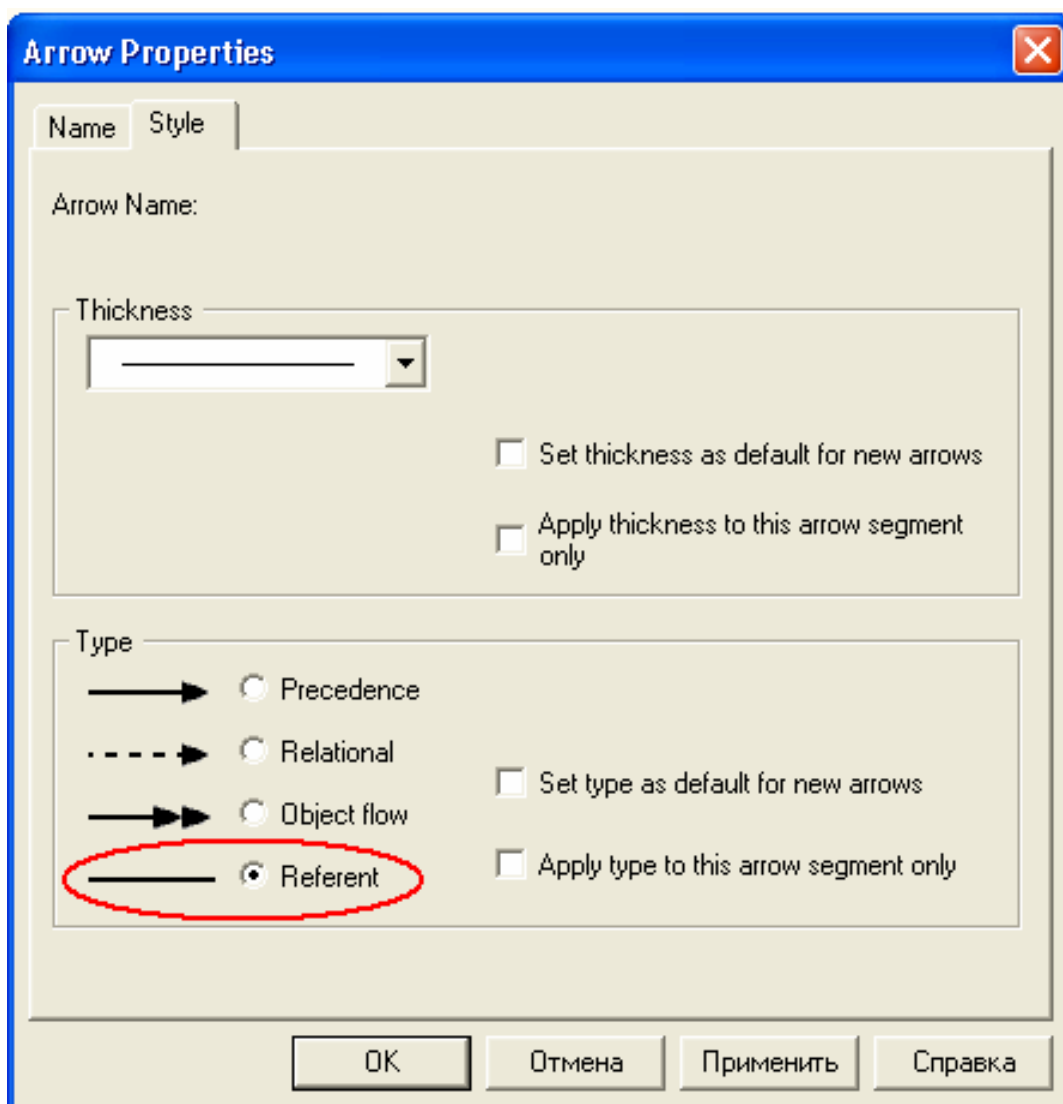 Arrow Properties
Name
Style
Arrow Name:
Thickness
Set thickness as default for new arrows
Apply thickness to this arrow segment
only
Type
Precedence
Relational
Object flow
Referent
Set type as default for new arrows
Apply type to this arrow segment only
OK
Отмена
Применить
Справка